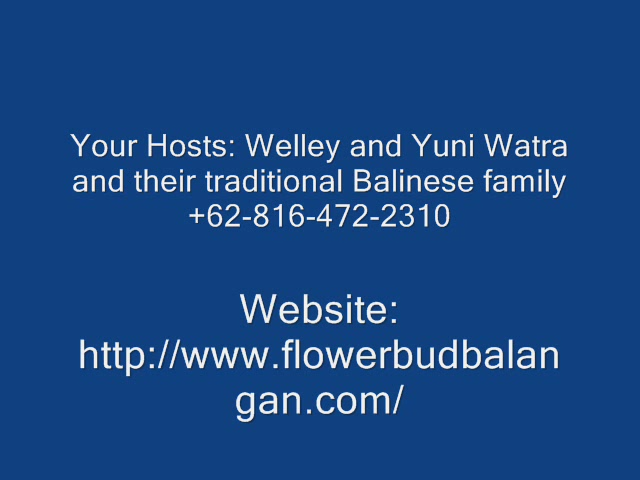 Your Hosts: Welley and Yuni Watra
and their traditional Balinese family
+62-816-472-2310
Website:
http://www.flowerbudbalan
gan.com/